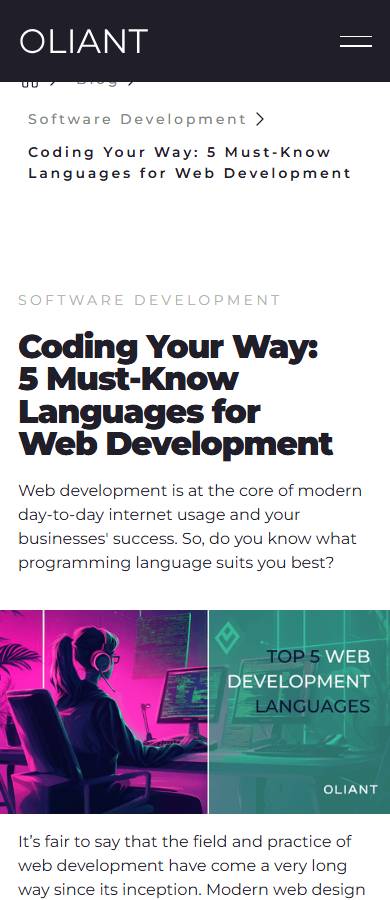 OLIANT
Blog
Software Development
Coding Your Way: 5 Must-Know
Languages for Web Development
SOFTWARE DEVELOPMENT
Coding Your Way:
5 Must-Know
Languages for
Web Development
Web development is at the core of modern
day-to-day internet usage and your
businesses' success. So, do you know what
programming language suits you best?
TOP 5 WEB
DEVELOPMENT
LANGUAGES
OLIANT
It’s fair to say that the field and practice of
web development have come a very long
way since its inception. Modern web design